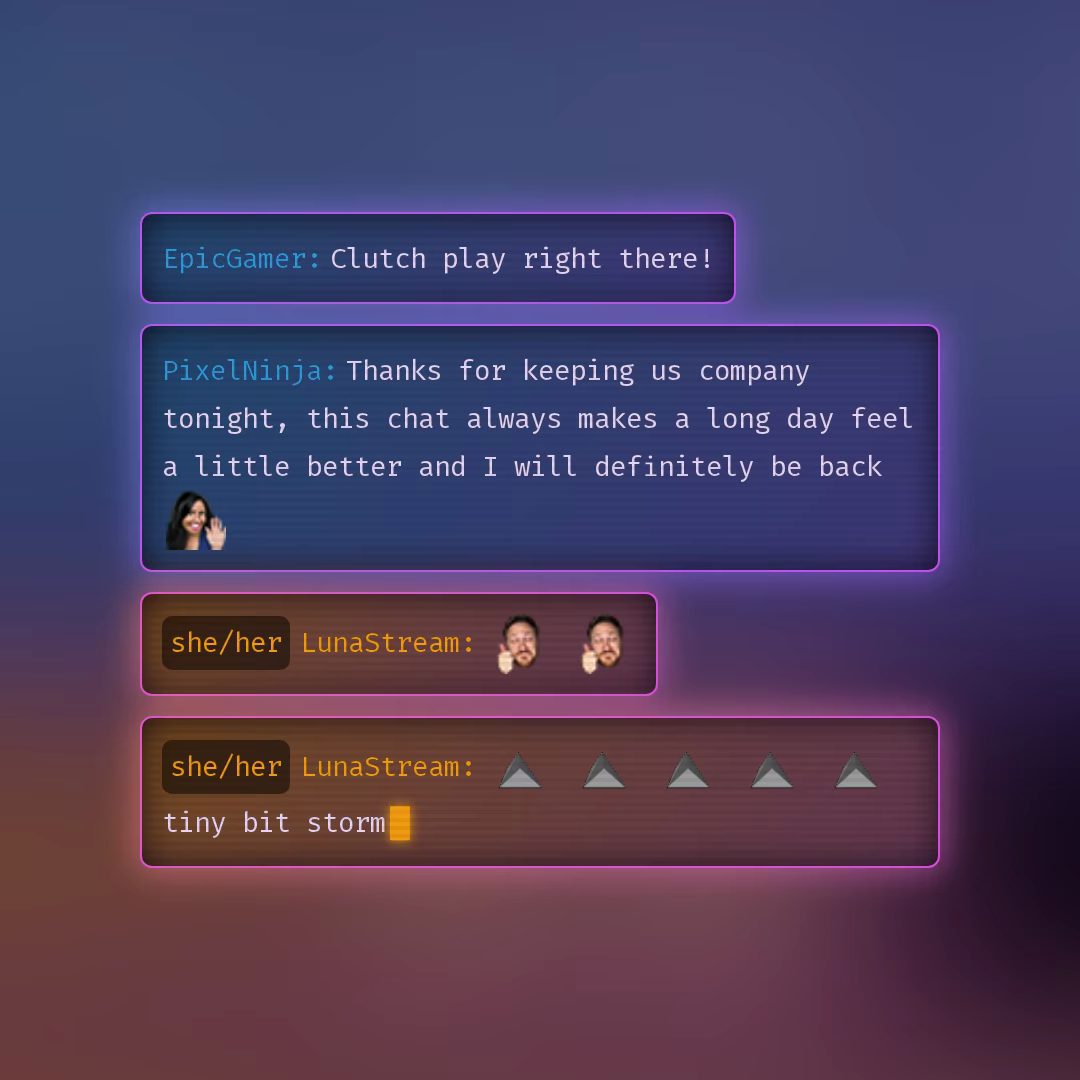 EpicGamer: Clutch play right there!
PixelNinja: Thanks for keeping us company
tonight, this chat always makes a long day feel
a little better and I will definitely be back
she/her LunaStream:
she/her LunaStream:
tiny bit storm